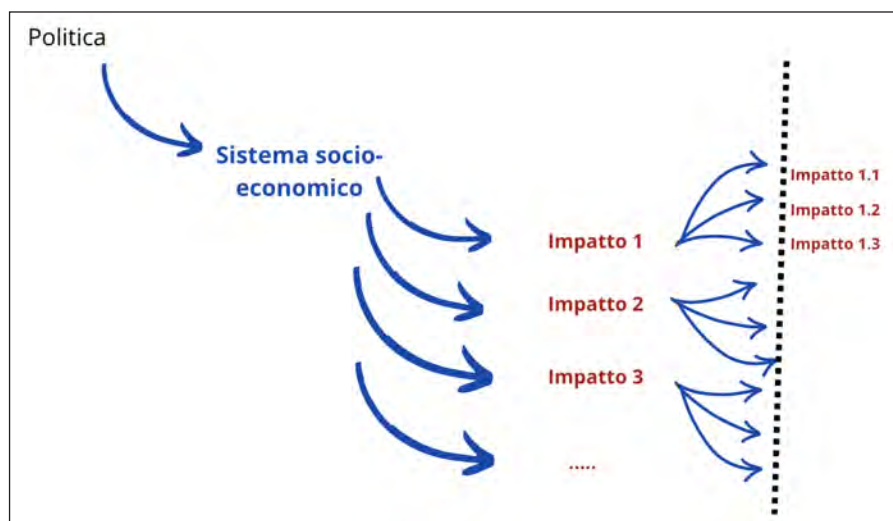 Politica
Sistema socio-
economico
Impatto 1
Impatto 2
Impatto 3
.....
Impatto 1.1
Impatto 1.2
Impatto 1.3